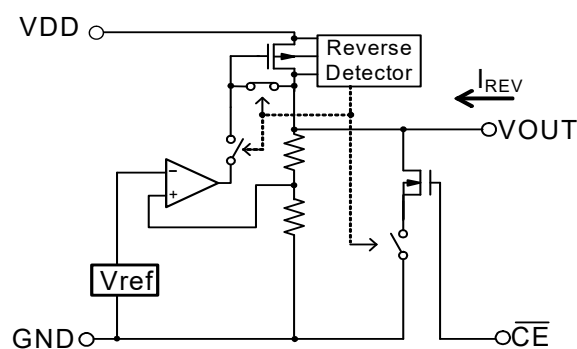 VDD
Reverse
Detector
IREV
VOUT
−
+
Vref
GND
CE